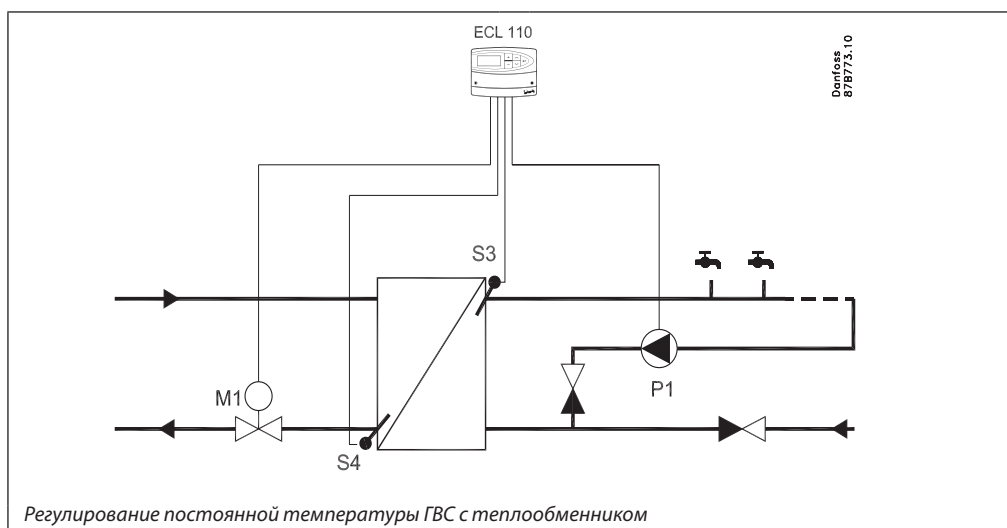 ECL 110
Danfoss
87B773.10
S3
M1
P1
S4
Регулирование постоянной температуры ГВС с теплообменником